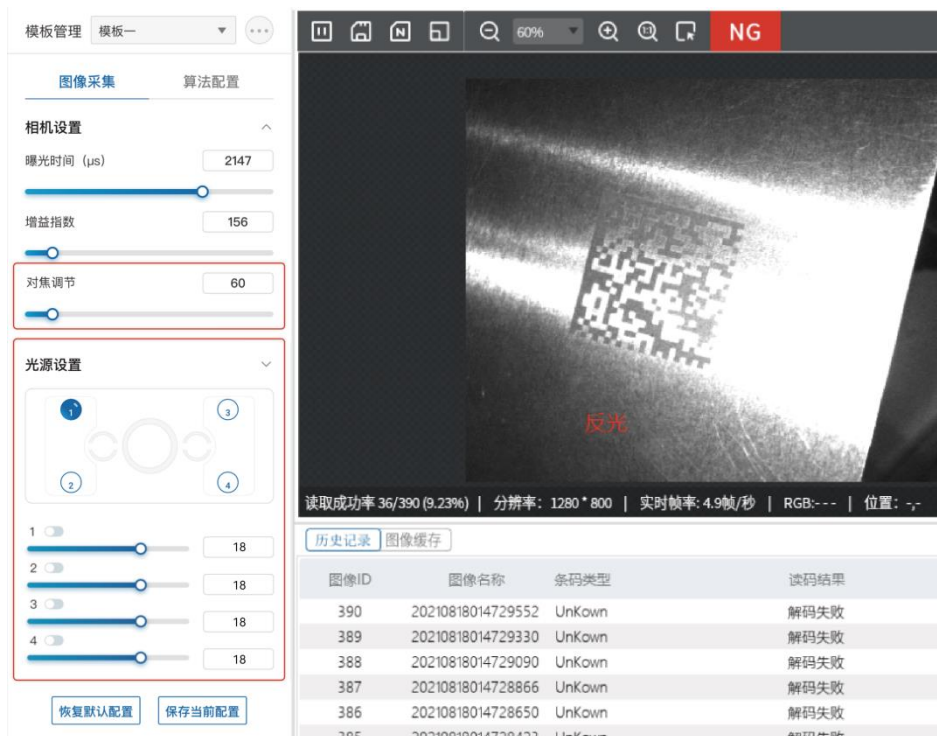 模板管理 模板一
60%
NG
图像采集 算法配置
相机设置
曝光时间（μs） 2147
增益指数 156
对焦调节 60
光源设置
1 3
2 4
1
18
2
18
3
18
4
18
恢复默认配置 保存当前配置
反光
读取成功率 36/390 (9.23%) | 分辨率：1280 * 800 | 实时帧率: 4.9帧/秒 | RGB:--- | 位置：-,-
历史记录 图像缓存
图像ID 图像名称 条码类型 读码结果
390 20210818014729552 UnKown 解码失败
389 20210818014729330 UnKown 解码失败
388 20210818014729090 UnKown 解码失败
387 20210818014728866 UnKown 解码失败
386 20210818014728650 UnKown 解码失败